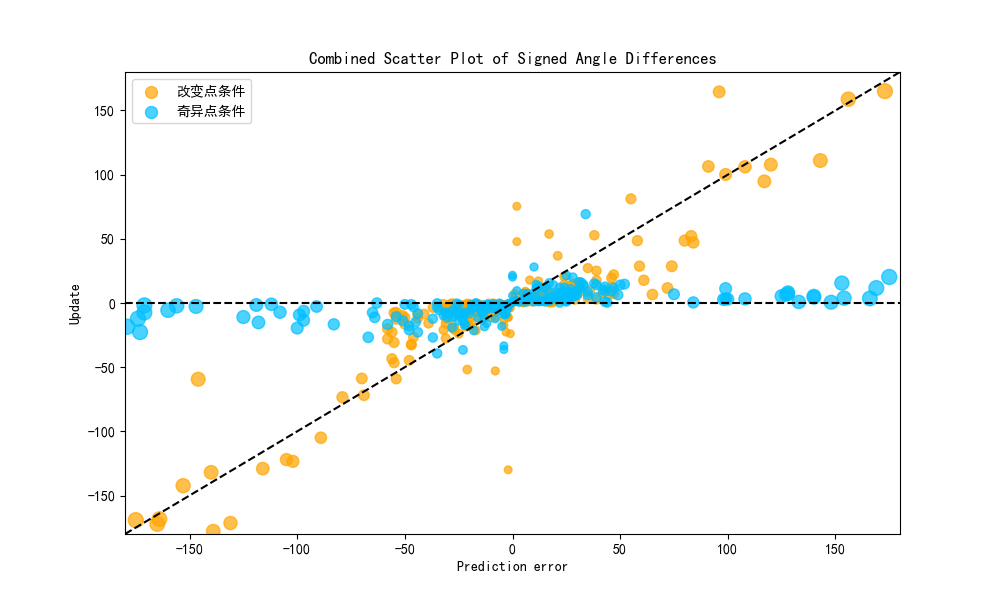 Combined Scatter Plot of Signed Angle Differences
改变点条件
奇异点条件
Update
150
100
50
0
−50
−100
−150
−150
−100
−50
0
50
100
150
Prediction error